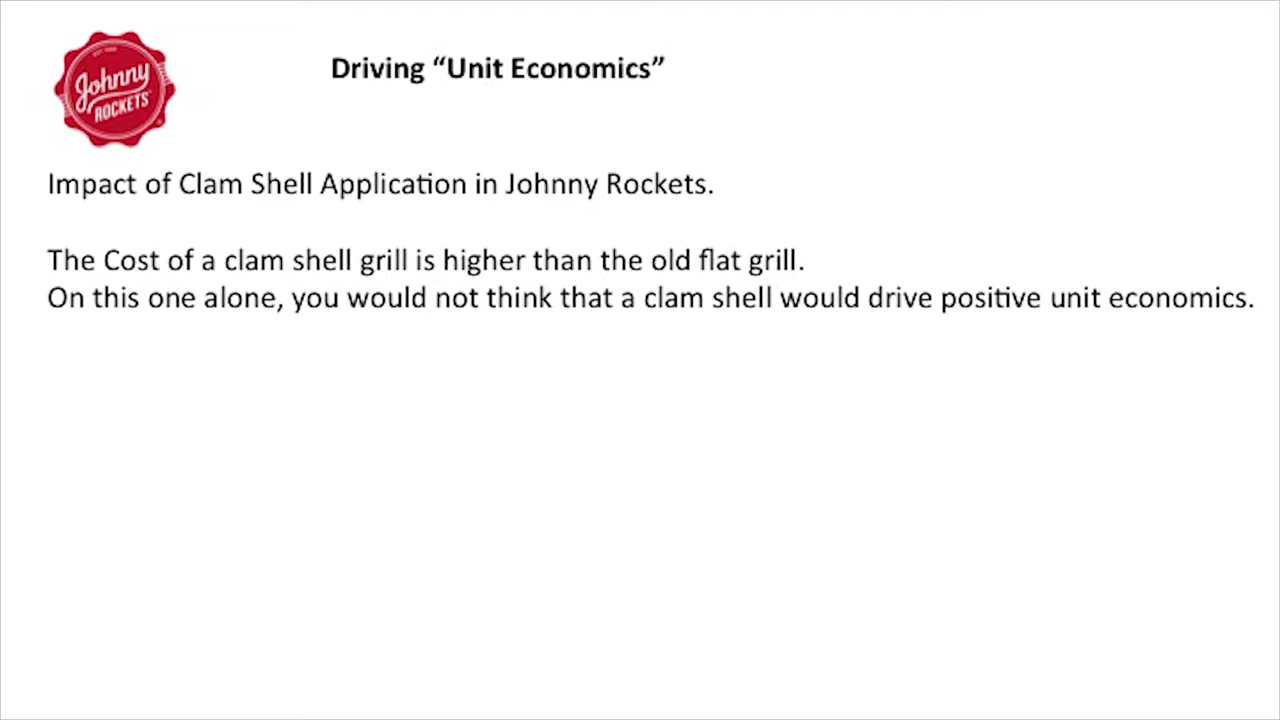 Johnny
ROCKETS
Driving “Unit Economics”
Impact of Clam Shell Application in Johnny Rockets.
The Cost of a clam shell grill is higher than the old flat grill.
On this one alone, you would not think that a clam shell would drive positive unit economics.